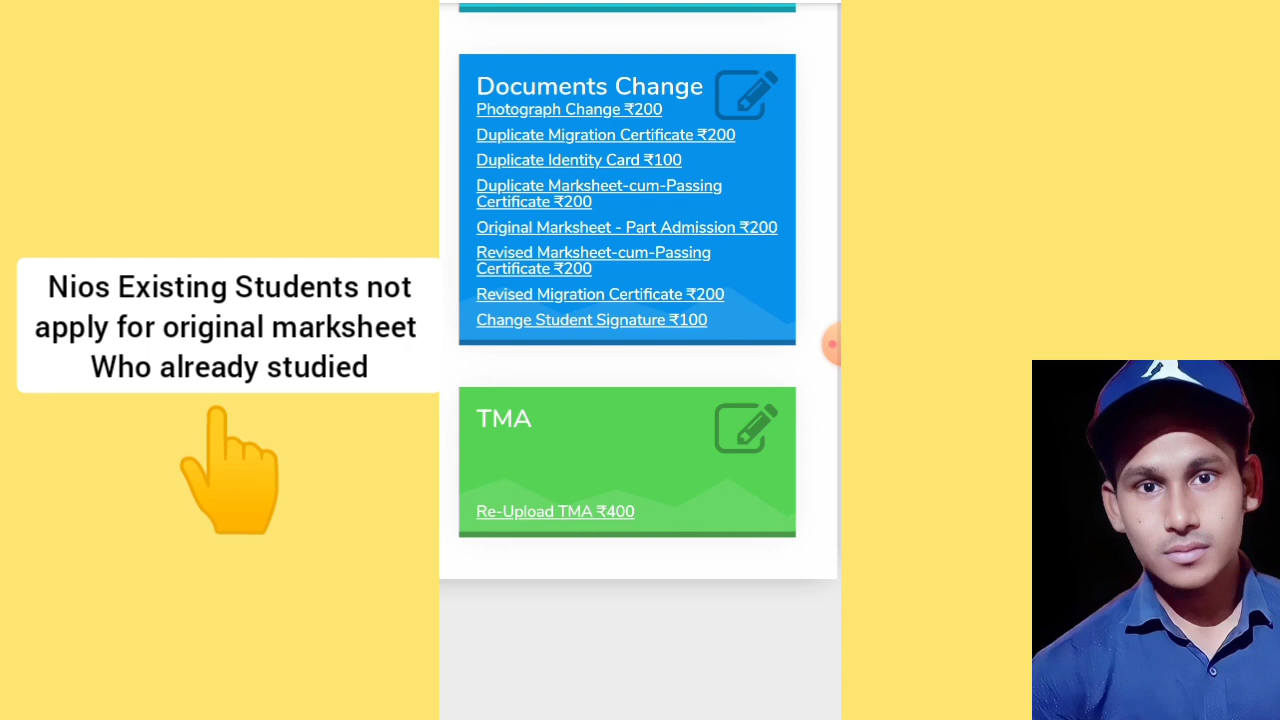 Documents Change
Photograph Change ₹200
Duplicate Migration Certificate ₹200
Duplicate Identity Card ₹100
Duplicate Marksheet-cum-Passing
Certificate ₹200
Original Marksheet - Part Admission ₹200
Revised Marksheet-cum-Passing
Certificate ₹200
Revised Migration Certificate ₹200
Change Student Signature ₹100
Nios Existing Students not
apply for original marksheet
Who already studied
TMA
Re-Upload TMA ₹400